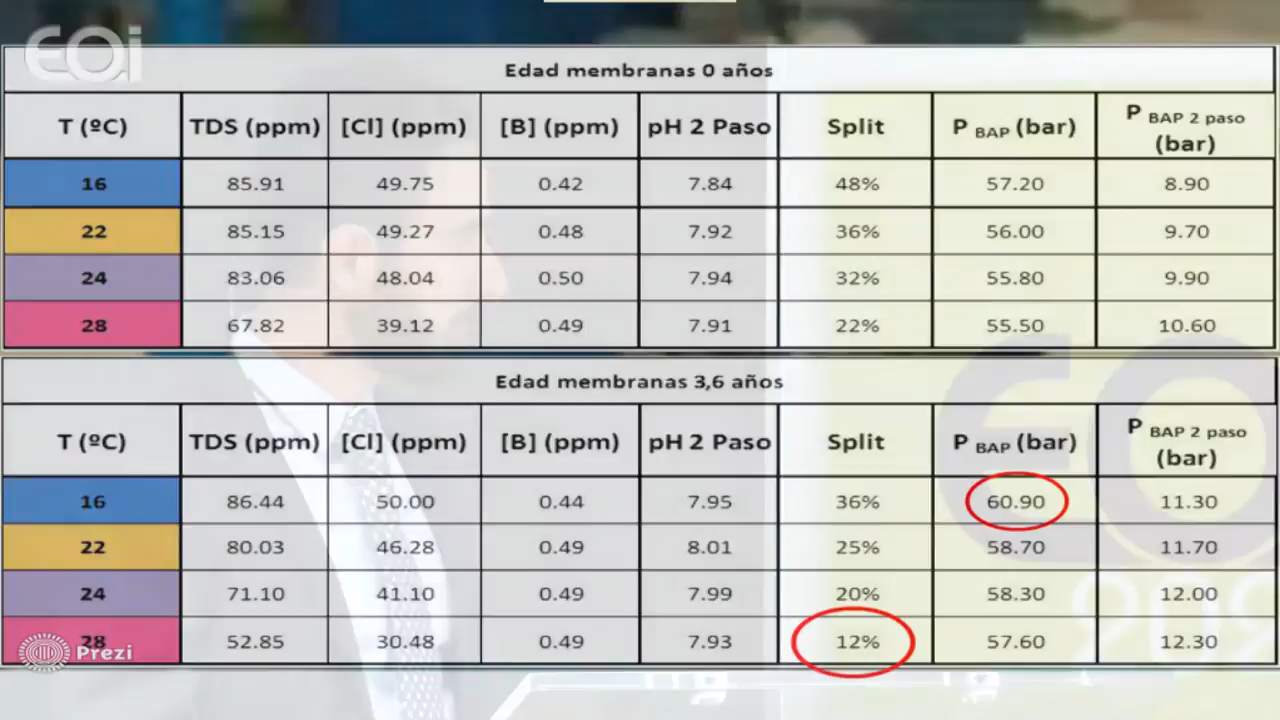 EOi
Edad membranas 0 años
T (ºC) TDS (ppm) [Cl] (ppm) [B] (ppm) pH 2 Paso Split P BAP (bar) P BAP 2 paso (bar)
16 85.91 49.75 0.42 7.84 48% 57.20 8.90
22 85.15 49.27 0.48 7.92 36% 56.00 9.70
24 83.06 48.04 0.50 7.94 32% 55.80 9.90
28 67.82 39.12 0.49 7.91 22% 55.50 10.60
Edad membranas 3,6 años
T (ºC) TDS (ppm) [Cl] (ppm) [B] (ppm) pH 2 Paso Split P BAP (bar) P BAP 2 paso (bar)
16 86.44 50.00 0.44 7.95 36% 60.90 11.30
22 80.03 46.28 0.49 8.01 25% 58.70 11.70
24 71.10 41.10 0.49 7.99 20% 58.30 12.00
28 52.85 30.48 0.49 7.93 12% 57.60 12.30
Prezi